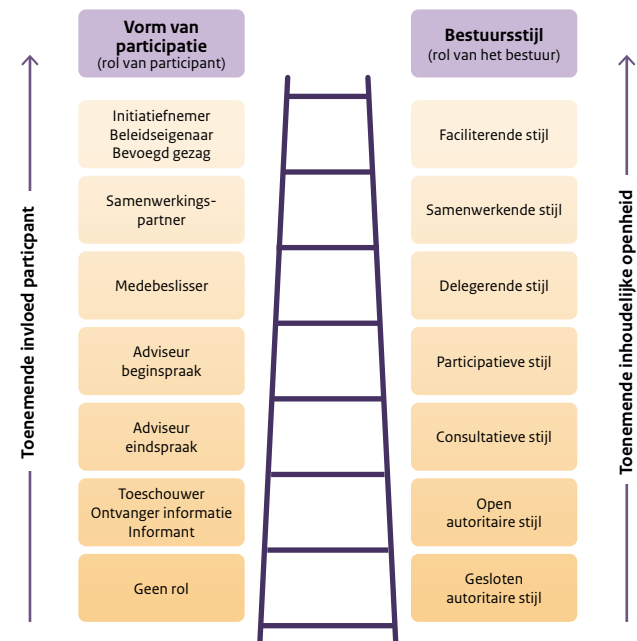 Vorm van
participatie
(rol van participant)
Bestuursstijl
(rol van het bestuur)
Initiatiefnemer
Beleidseigenaar
Bevoegd gezag
Faciliterende stijl
Samenwerkings-
partner
Samenwerkende stijl
Medebeslisser
Delegerende stijl
Adviseur
beginspraak
Participatieve stijl
Adviseur
eindspraak
Consultatieve stijl
Toeschouwer
Ontvanger informatie
Informant
Open
autoritaire stijl
Geen rol
Gesloten
autoritaire stijl
Toenemende invloed particpant
Toenemende inhoudelijke openheid